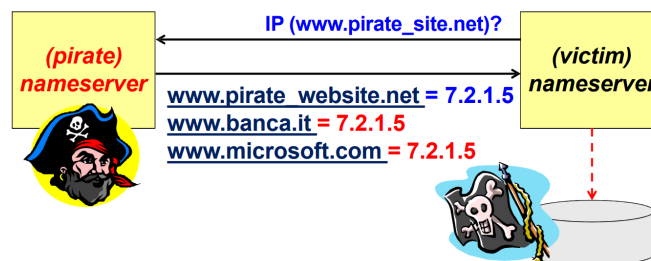 IP (www.pirate_site.net)?
(pirate)
nameserver
(victim)
nameserver
www.pirate_website.net = 7.2.1.5
www.banca.it = 7.2.1.5
www.microsoft.com = 7.2.1.5